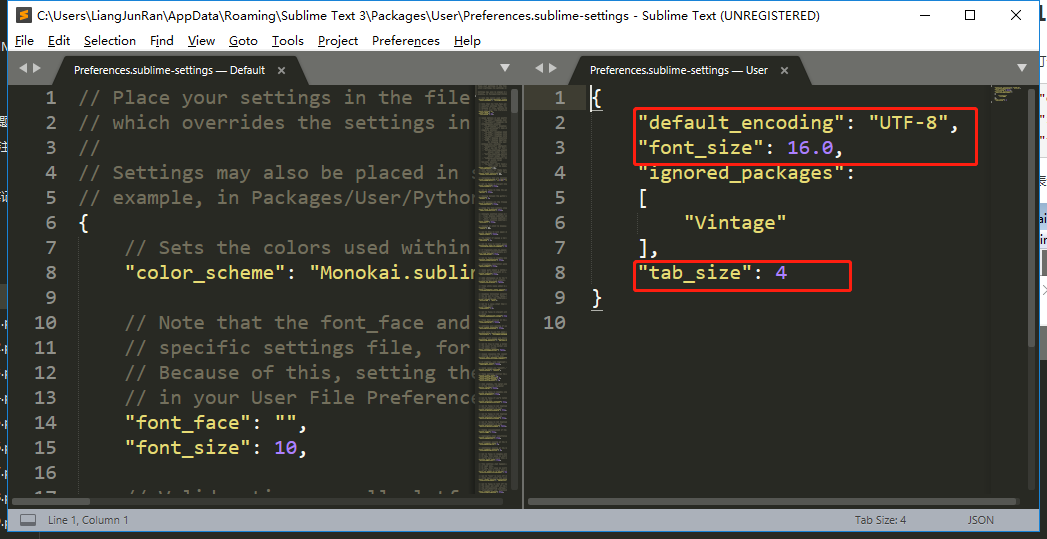 C:\Users\LiangJunRan\AppData\Roaming\Sublime Text 3\Packages\User\Preferences.sublime-settings - Sublime Text (UNREGISTERED)
File Edit Selection Find View Goto Tools Project Preferences Help
Preferences.sublime-settings — Default ×
1 // Place your settings in the file
2 // which overrides the settings in
3 //
4 // Settings may also be placed in
5 // example, in Packages/User/Python
6 {
7 // Sets the colors used within
8 "color_scheme": "Monokai.sublim
9
10 // Note that the font_face and
11 // specific settings file, for
12 // Because of this, setting the
13 // in your User File Preference
14 "font_face": "",
15 "font_size": 10,
16
17
Preferences.sublime-settings — User ×
1 {
2 "default_encoding": "UTF-8",
3 "font_size": 16.0,
4 "ignored_packages":
5 [
6 "Vintage"
7 ],
8 "tab_size": 4
9 }
10
Line 1, Column 1
Tab Size: 4
JSON